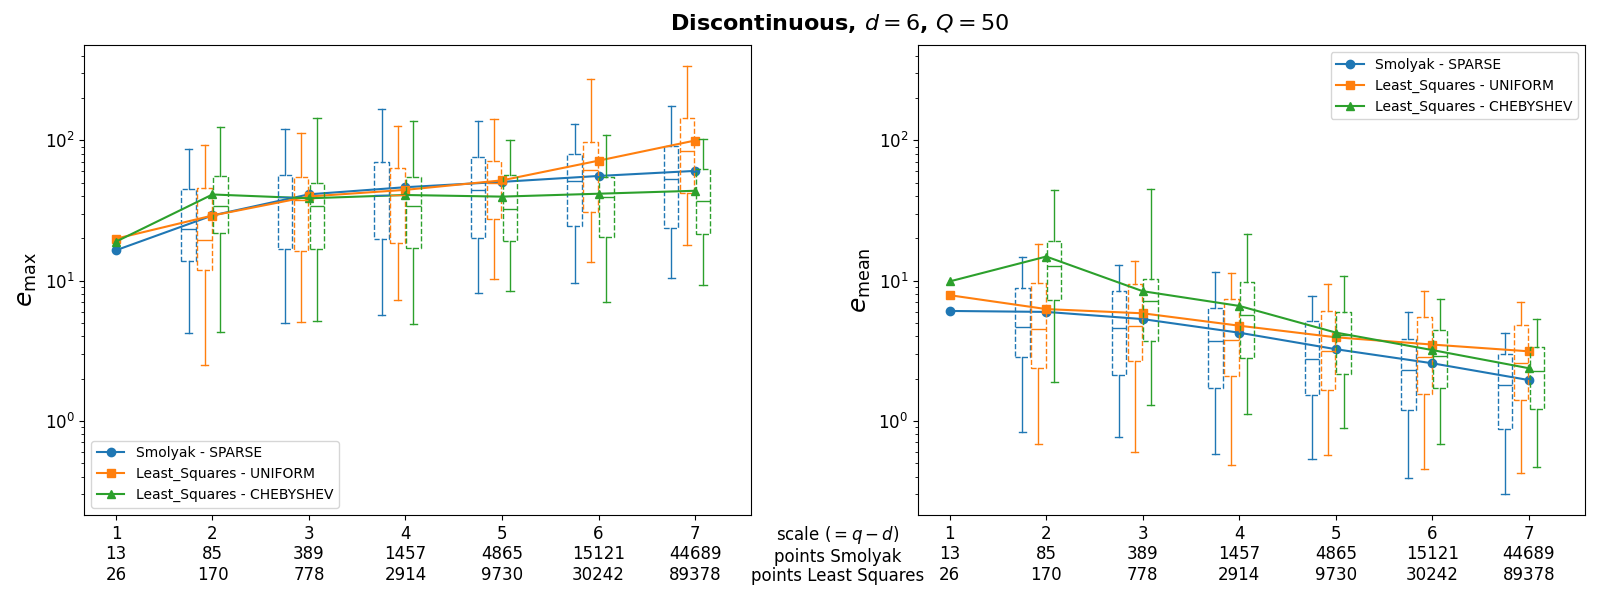 Discontinuous, d = 6, Q = 50
e_max
10²
10¹
10⁰
Smolyak - SPARSE
Least_Squares - UNIFORM
Least_Squares - CHEBYSHEV
1 2 3 4 5 6 7
13 85 389 1457 4865 15121 44689
26 170 778 2914 9730 30242 89378
scale (= q − d)
points Smolyak
points Least Squares
e_mean
10²
10¹
10⁰
Smolyak - SPARSE
Least_Squares - UNIFORM
Least_Squares - CHEBYSHEV
1 2 3 4 5 6 7
13 85 389 1457 4865 15121 44689
26 170 778 2914 9730 30242 89378